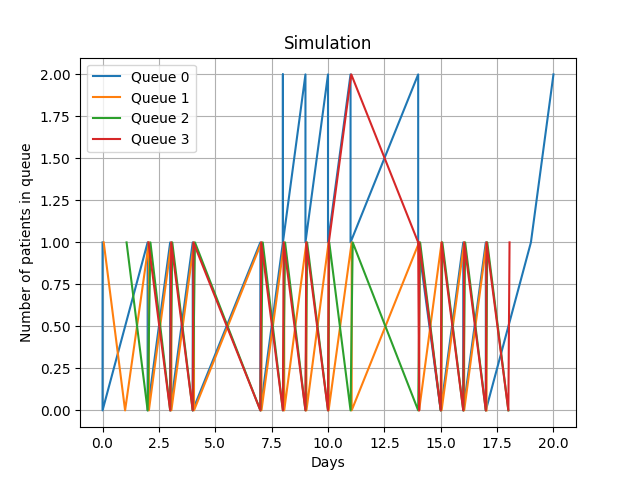 Simulation
Queue 0
Queue 1
Queue 2
Queue 3
Number of patients in queue
2.00
1.75
1.50
1.25
1.00
0.75
0.50
0.25
0.00
0.0 2.5 5.0 7.5 10.0 12.5 15.0 17.5 20.0
Days